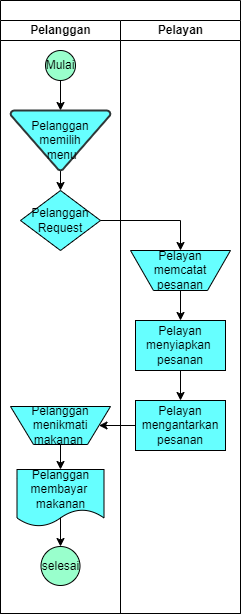 Pelanggan
Pelayan
Mulai
Pelanggan
memilih
menu
Pelanggan
Request
Pelayan
memcatat
pesanan
Pelayan
menyiapkan
pesanan
Pelayan
mengantarkan
pesanan
Pelanggan
menikmati
makanan
Pelanggan
membayar
makanan
selesai